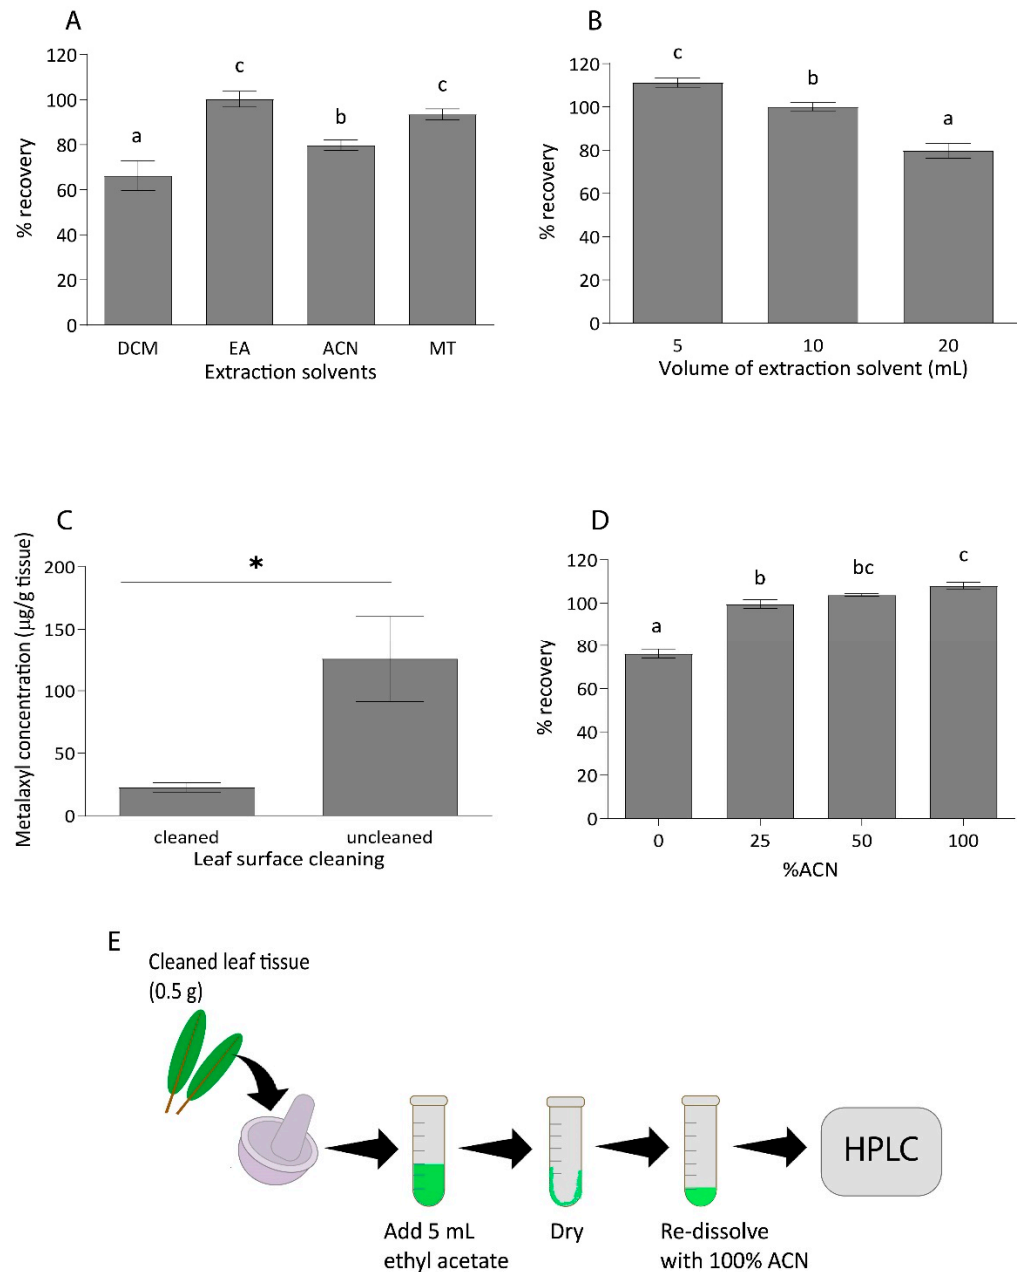 A
% recovery
120
100
80
60
40
20
0
a
c
b
c
DCM EA ACN MT
Extraction solvents
B
% recovery
120
100
80
60
40
20
0
c
b
a
5 10 20
Volume of extraction solvent (mL)
C
Metalaxyl concentration (µg/g tissue)
200
150
100
50
0
*
cleaned uncleaned
Leaf surface cleaning
D
% recovery
120
100
80
60
40
20
0
a
b
bc
c
0 25 50 100
%ACN
E
Cleaned leaf tissue
(0.5 g)
Add 5 mL
ethyl acetate
Dry
Re-dissolve
with 100% ACN
HPLC